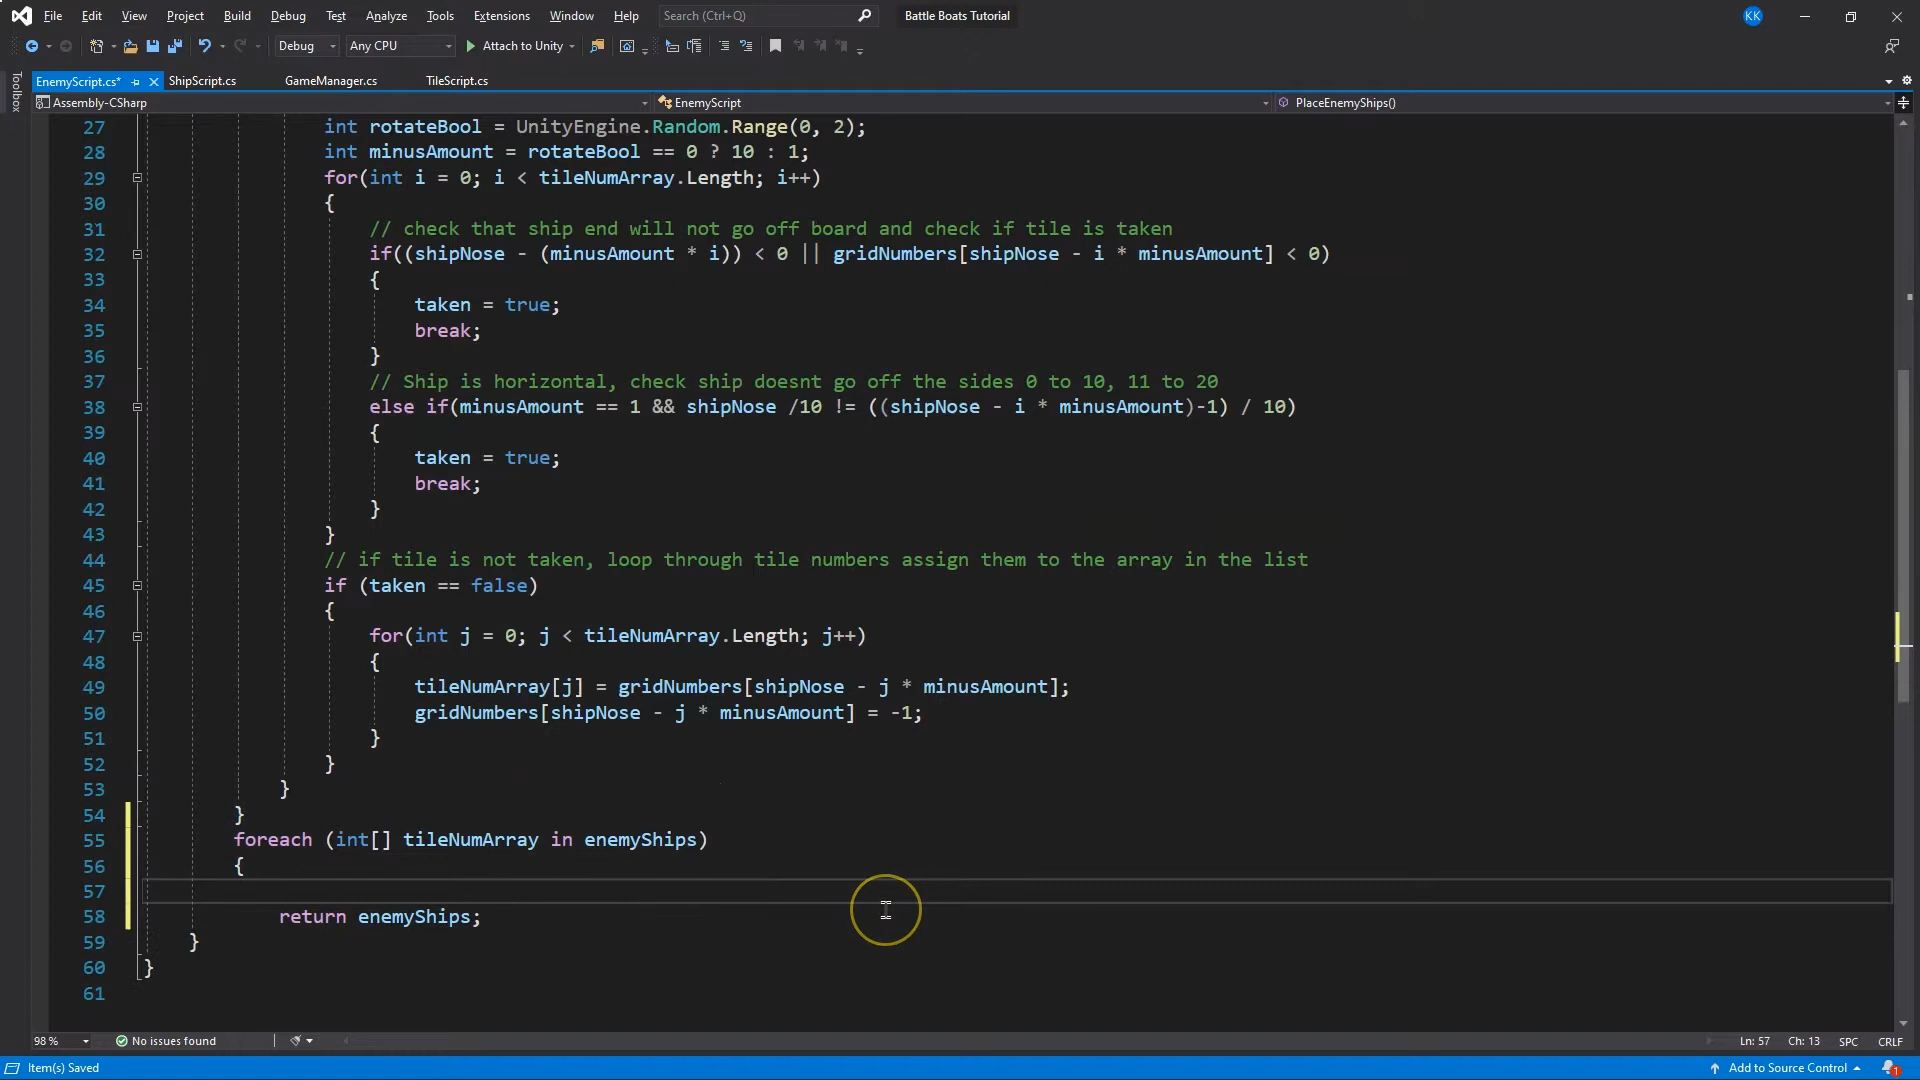 File Edit View Project Build Debug Test Analyze Tools Extensions Window Help Search (Ctrl+Q) Battle Boats Tutorial KK
Debug Any CPU Attach to Unity
Toolbox
EnemyScript.cs* ShipScript.cs GameManager.cs TileScript.cs
Assembly-CSharp EnemyScript PlaceEnemyShips()
27 int rotateBool = UnityEngine.Random.Range(0, 2);
28 int minusAmount = rotateBool == 0 ? 10 : 1;
29 for(int i = 0; i < tileNumArray.Length; i++)
30 {
31 // check that ship end will not go off board and check if tile is taken
32 if((shipNose - (minusAmount * i)) < 0 || gridNumbers[shipNose - i * minusAmount] < 0)
33 {
34 taken = true;
35 break;
36 }
37 // Ship is horizontal, check ship doesnt go off the sides 0 to 10, 11 to 20
38 else if(minusAmount == 1 && shipNose /10 != ((shipNose - i * minusAmount)-1) / 10)
39 {
40 taken = true;
41 break;
42 }
43 }
44 // if tile is not taken, loop through tile numbers assign them to the array in the list
45 if (taken == false)
46 {
47 for(int j = 0; j < tileNumArray.Length; j++)
48 {
49 tileNumArray[j] = gridNumbers[shipNose - j * minusAmount];
50 gridNumbers[shipNose - j * minusAmount] = -1;
51 }
52 }
53 }
54 }
55 foreach (int[] tileNumArray in enemyShips)
56 {
57
58 return enemyShips;
59 }
60 }
61
98 % No issues found Ln: 57 Ch: 13 SPC CRLF
Item(s) Saved Add to Source Control 1